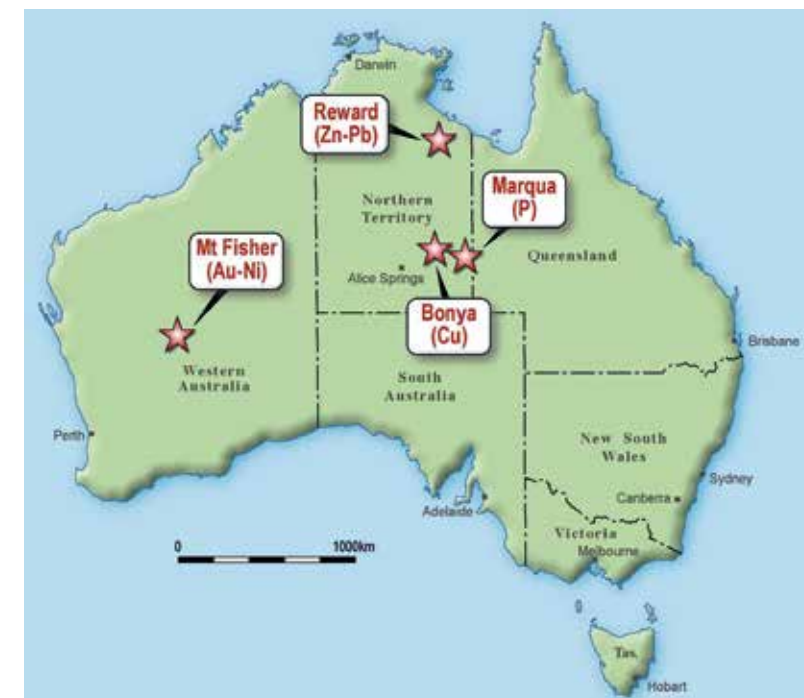 Darwin
Reward
(Zn-Pb)
Marqua
(P)
Northern
Territory
Mt Fisher
(Au-Ni)
Queensland
Alice Springs
Bonya
(Cu)
Brisbane
Western
Australia
South
Australia
Perth
New South
Wales
Sydney
Canberra
Adelaide
Victoria
Melbourne
0 1000km
Tas.
Hobart